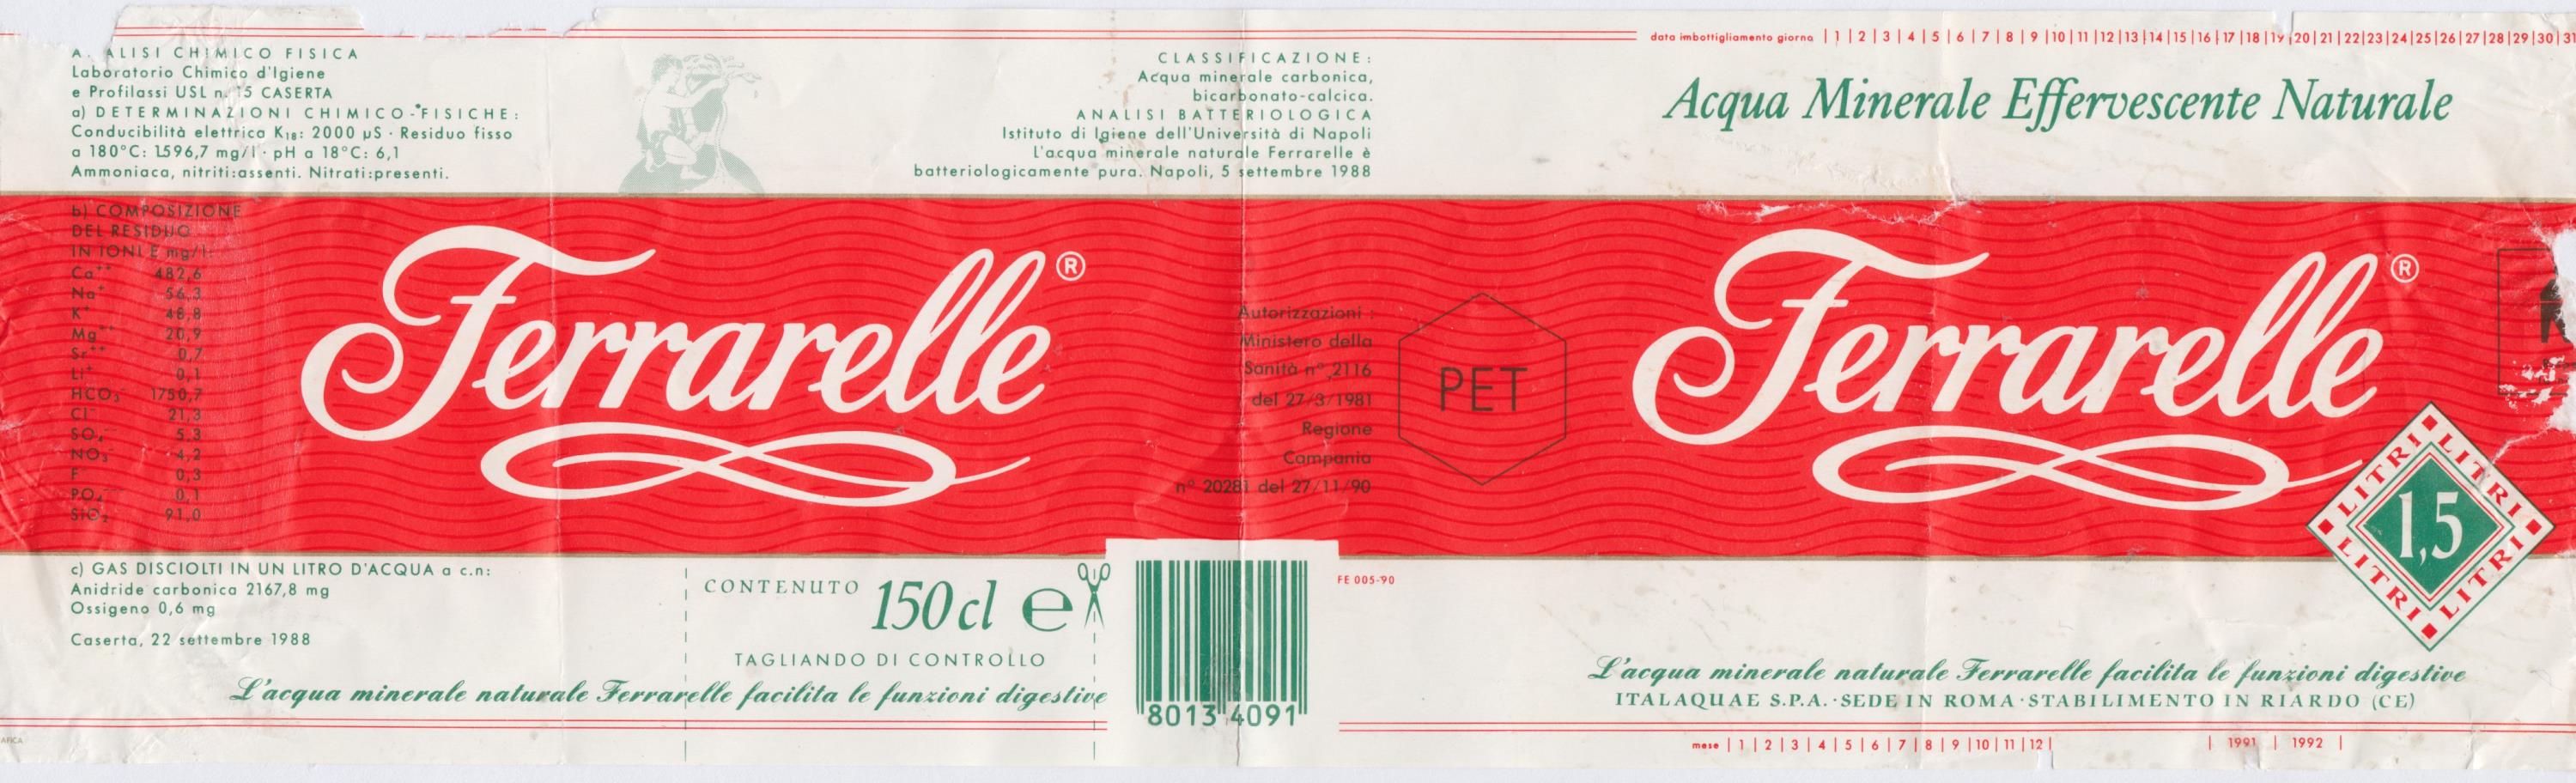 ALISI CHIMICO FISICA
Laboratorio Chimico d'Igiene
e Profilassi USL n. 15 CASERTA
a) DETERMINAZIONI CHIMICO-FISICHE:
Conducibilità elettrica K18: 2000 µS · Residuo fisso
a 180°C: 1596,7 mg/l · pH a 18°C: 6,1
Ammoniaca, nitriti:assenti. Nitrati:presenti.
b) COMPOSIZIONE
DEL RESIDUO
IN IONI E mg/l:
Ca++ 482,6
Na+ 56,3
K+ 48,8
Mg++ 20,9
Sr++ 0,7
Li+ 0,1
HCO3- 1750,7
Cl- 21,3
SO4-- 5,3
NO3- 4,2
F- 0,3
PO4--- 0,1
SiO2 91,0
c) GAS DISCIOLTI IN UN LITRO D'ACQUA a c.n:
Anidride carbonica 2167,8 mg
Ossigeno 0,6 mg
Caserta, 22 settembre 1988
Ferrarelle®
CLASSIFICAZIONE:
Acqua minerale carbonica,
bicarbonato-calcica.
ANALISI BATTERIOLOGICA
Istituto di Igiene dell'Università di Napoli
L'acqua minerale naturale Ferrarelle è
batteriologicamente pura. Napoli, 5 settembre 1988
Autorizzazioni:
Ministero della
Sanità n° 2116
del 27/3/1981
Regione
Campania
n° 20281 del 27/11/90
PET
CONTENUTO 150 cl e
TAGLIANDO DI CONTROLLO
L'acqua minerale naturale Ferrarelle facilita le funzioni digestive
8013 4091
FE 005-90
data imbottigliamento giorno | 1 | 2 | 3 | 4 | 5 | 6 | 7 | 8 | 9 | 10 | 11 | 12 | 13 | 14 | 15 | 16 | 17 | 18 | 19 | 20 | 21 | 22 | 23 | 24 | 25 | 26 | 27 | 28 | 29 | 30 | 31
Acqua Minerale Effervescente Naturale
Ferrarelle®
LITRI LITRI
1,5
LITRI LITRI
L'acqua minerale naturale Ferrarelle facilita le funzioni digestive
ITALAQUAE S.P.A. · SEDE IN ROMA · STABILIMENTO IN RIARDO (CE)
mese | 1 | 2 | 3 | 4 | 5 | 6 | 7 | 8 | 9 | 10 | 11 | 12 | | 1991 | 1992 |